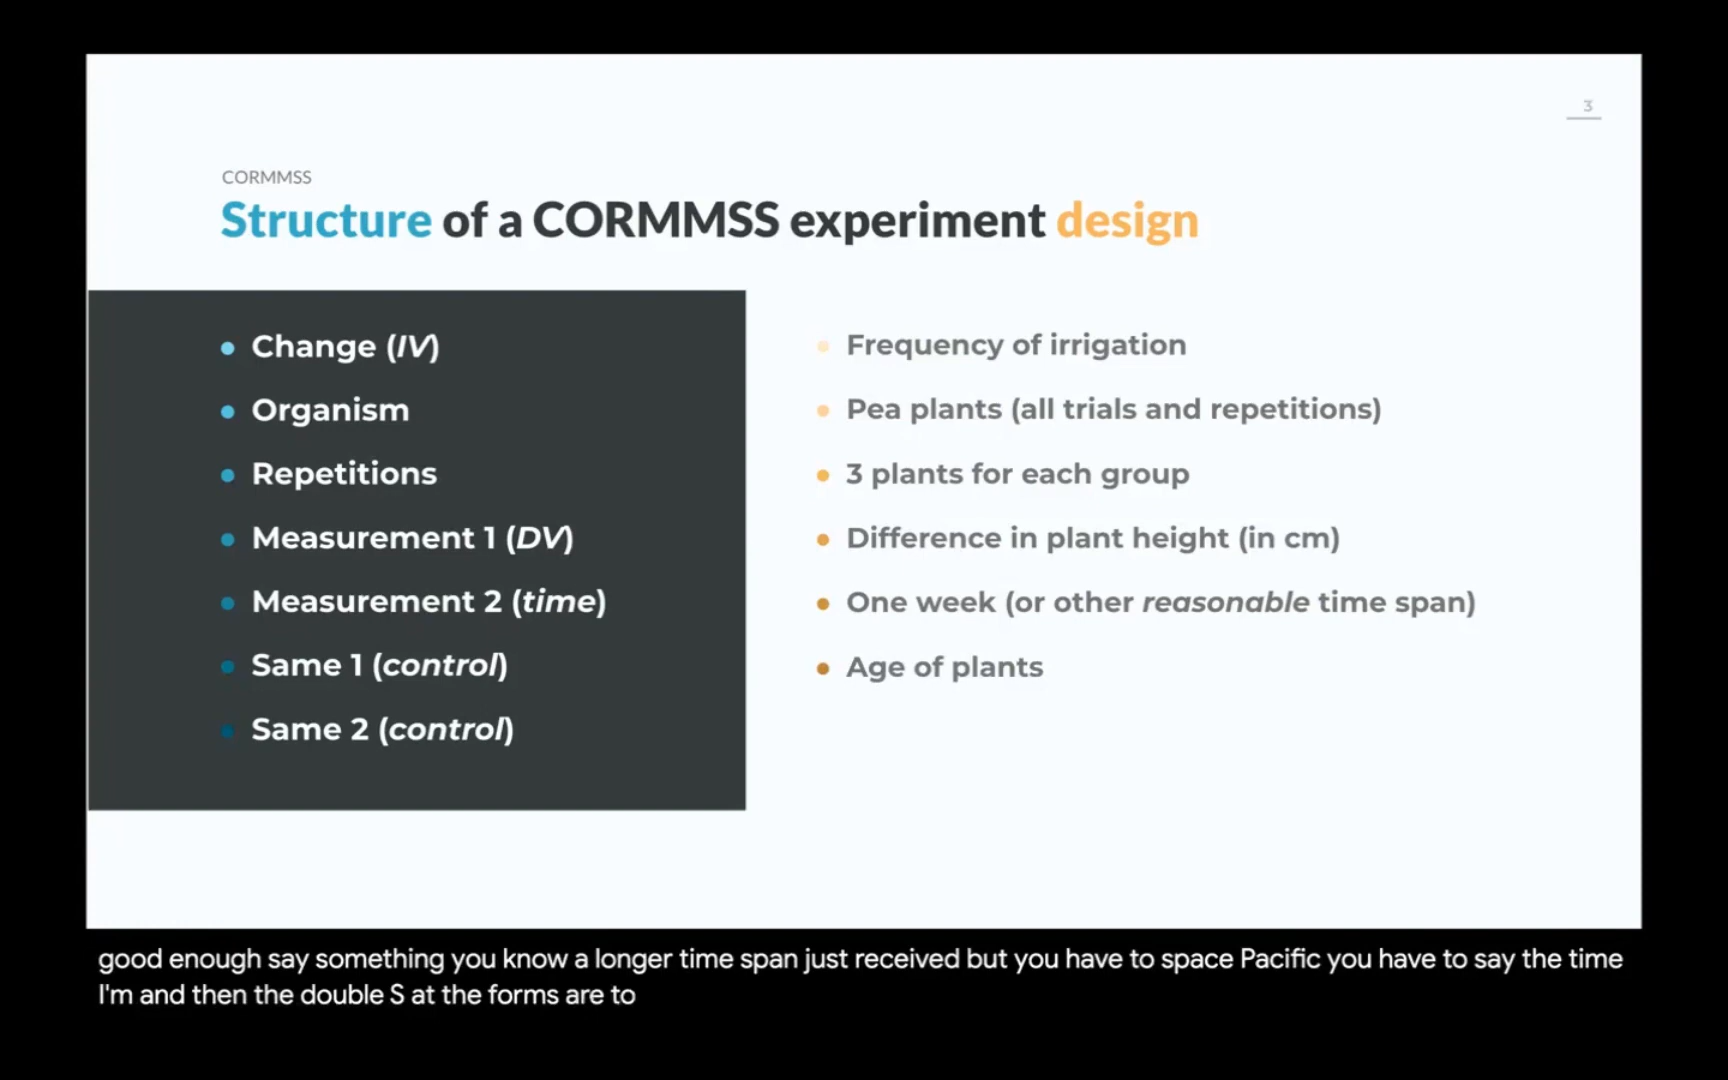 3
CORMMSS
Structure of a CORMMSS experiment design
Change (IV)
Organism
Repetitions
Measurement 1 (DV)
Measurement 2 (time)
Same 1 (control)
Same 2 (control)
Frequency of irrigation
Pea plants (all trials and repetitions)
3 plants for each group
Difference in plant height (in cm)
One week (or other reasonable time span)
Age of plants
good enough say something you know a longer time span just received but you have to space Pacific you have to say the time
I'm and then the double S at the forms are to